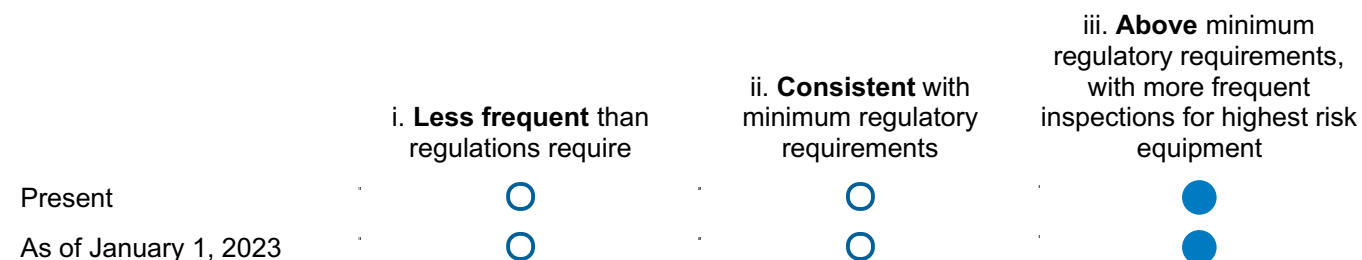 i. Less frequent than
regulations require
ii. Consistent with
minimum regulatory
requirements
iii. Above minimum
regulatory requirements,
with more frequent
inspections for highest risk
equipment
Present
As of January 1, 2023